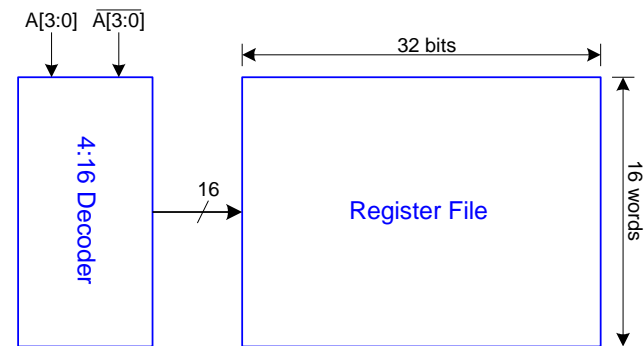 A[3:0] A̅[̅3̅:̅0̅]̅
32 bits
4:16 Decoder
16
Register File
16 words